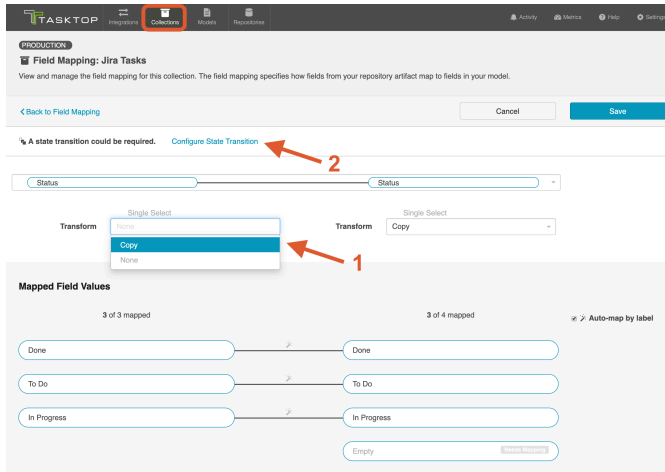 TASKTOP
Integrations
Collections
Models
Repositories
Activity
Metrics
Help
Settings
PRODUCTION
Field Mapping: Jira Tasks
View and manage the field mapping for this collection. The field mapping specifies how fields from your repository artifact map to fields in your model.
Back to Field Mapping
Cancel
Save
A state transition could be required. Configure State Transition
2
Status
Status
Single Select
Single Select
Transform None
Transform Copy
Copy
None
1
Mapped Field Values
3 of 3 mapped
3 of 4 mapped
Auto-map by label
Done
Done
To Do
To Do
In Progress
In Progress
Empty
Needs Mapping